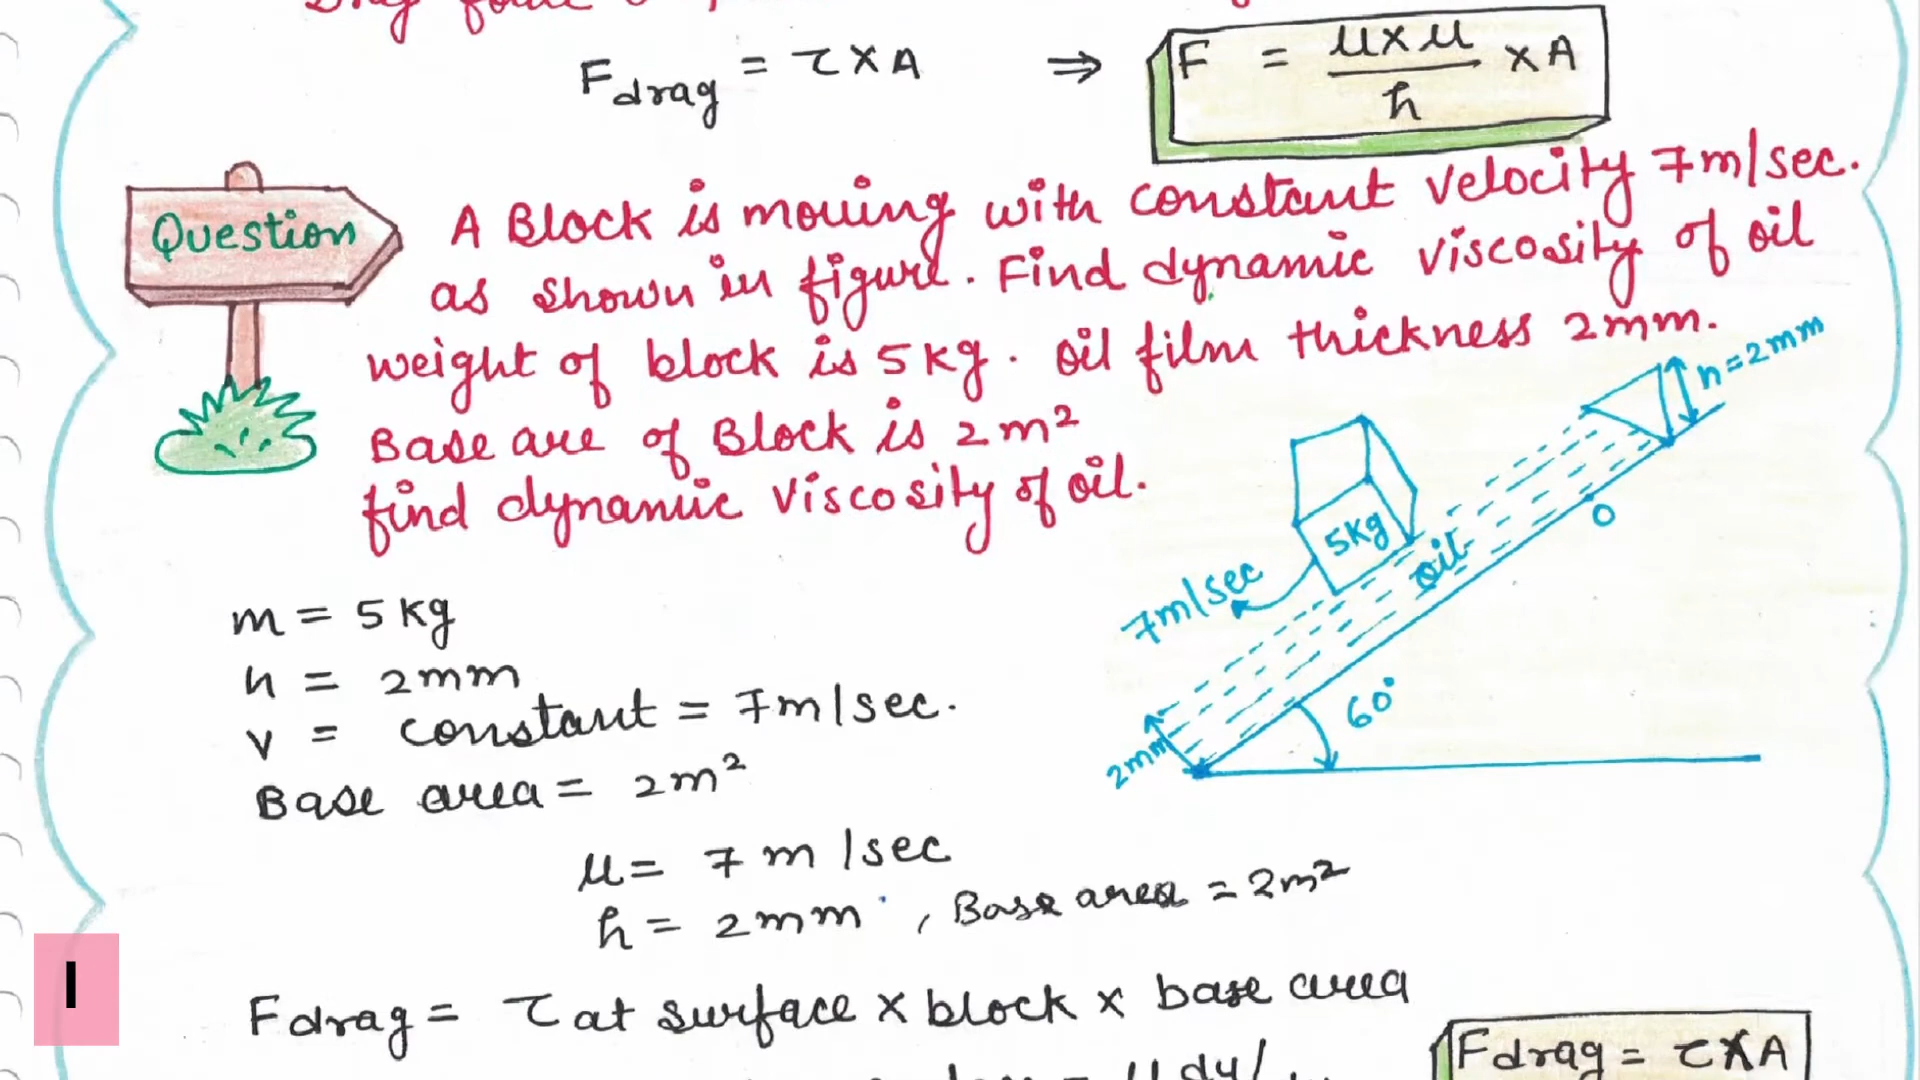 F drag = τ × A ⇒ F = μ×u/h × A
Question
A Block is moving with constant velocity 7m/sec.
as shown in figure. Find dynamic viscosity of oil
weight of block is 5kg. oil film thickness 2mm.
Base are of Block is 2m²
find dynamic viscosity of oil.
h = 2mm
5kg
oil
0
7m/sec
60°
2mm
m = 5kg
h = 2mm
v = constant = 7m/sec.
Base area = 2m²
u = 7m/sec
h = 2mm, Base area = 2m²
Fdrag = τ at surface × block × base area
I
Fdrag = τ×A